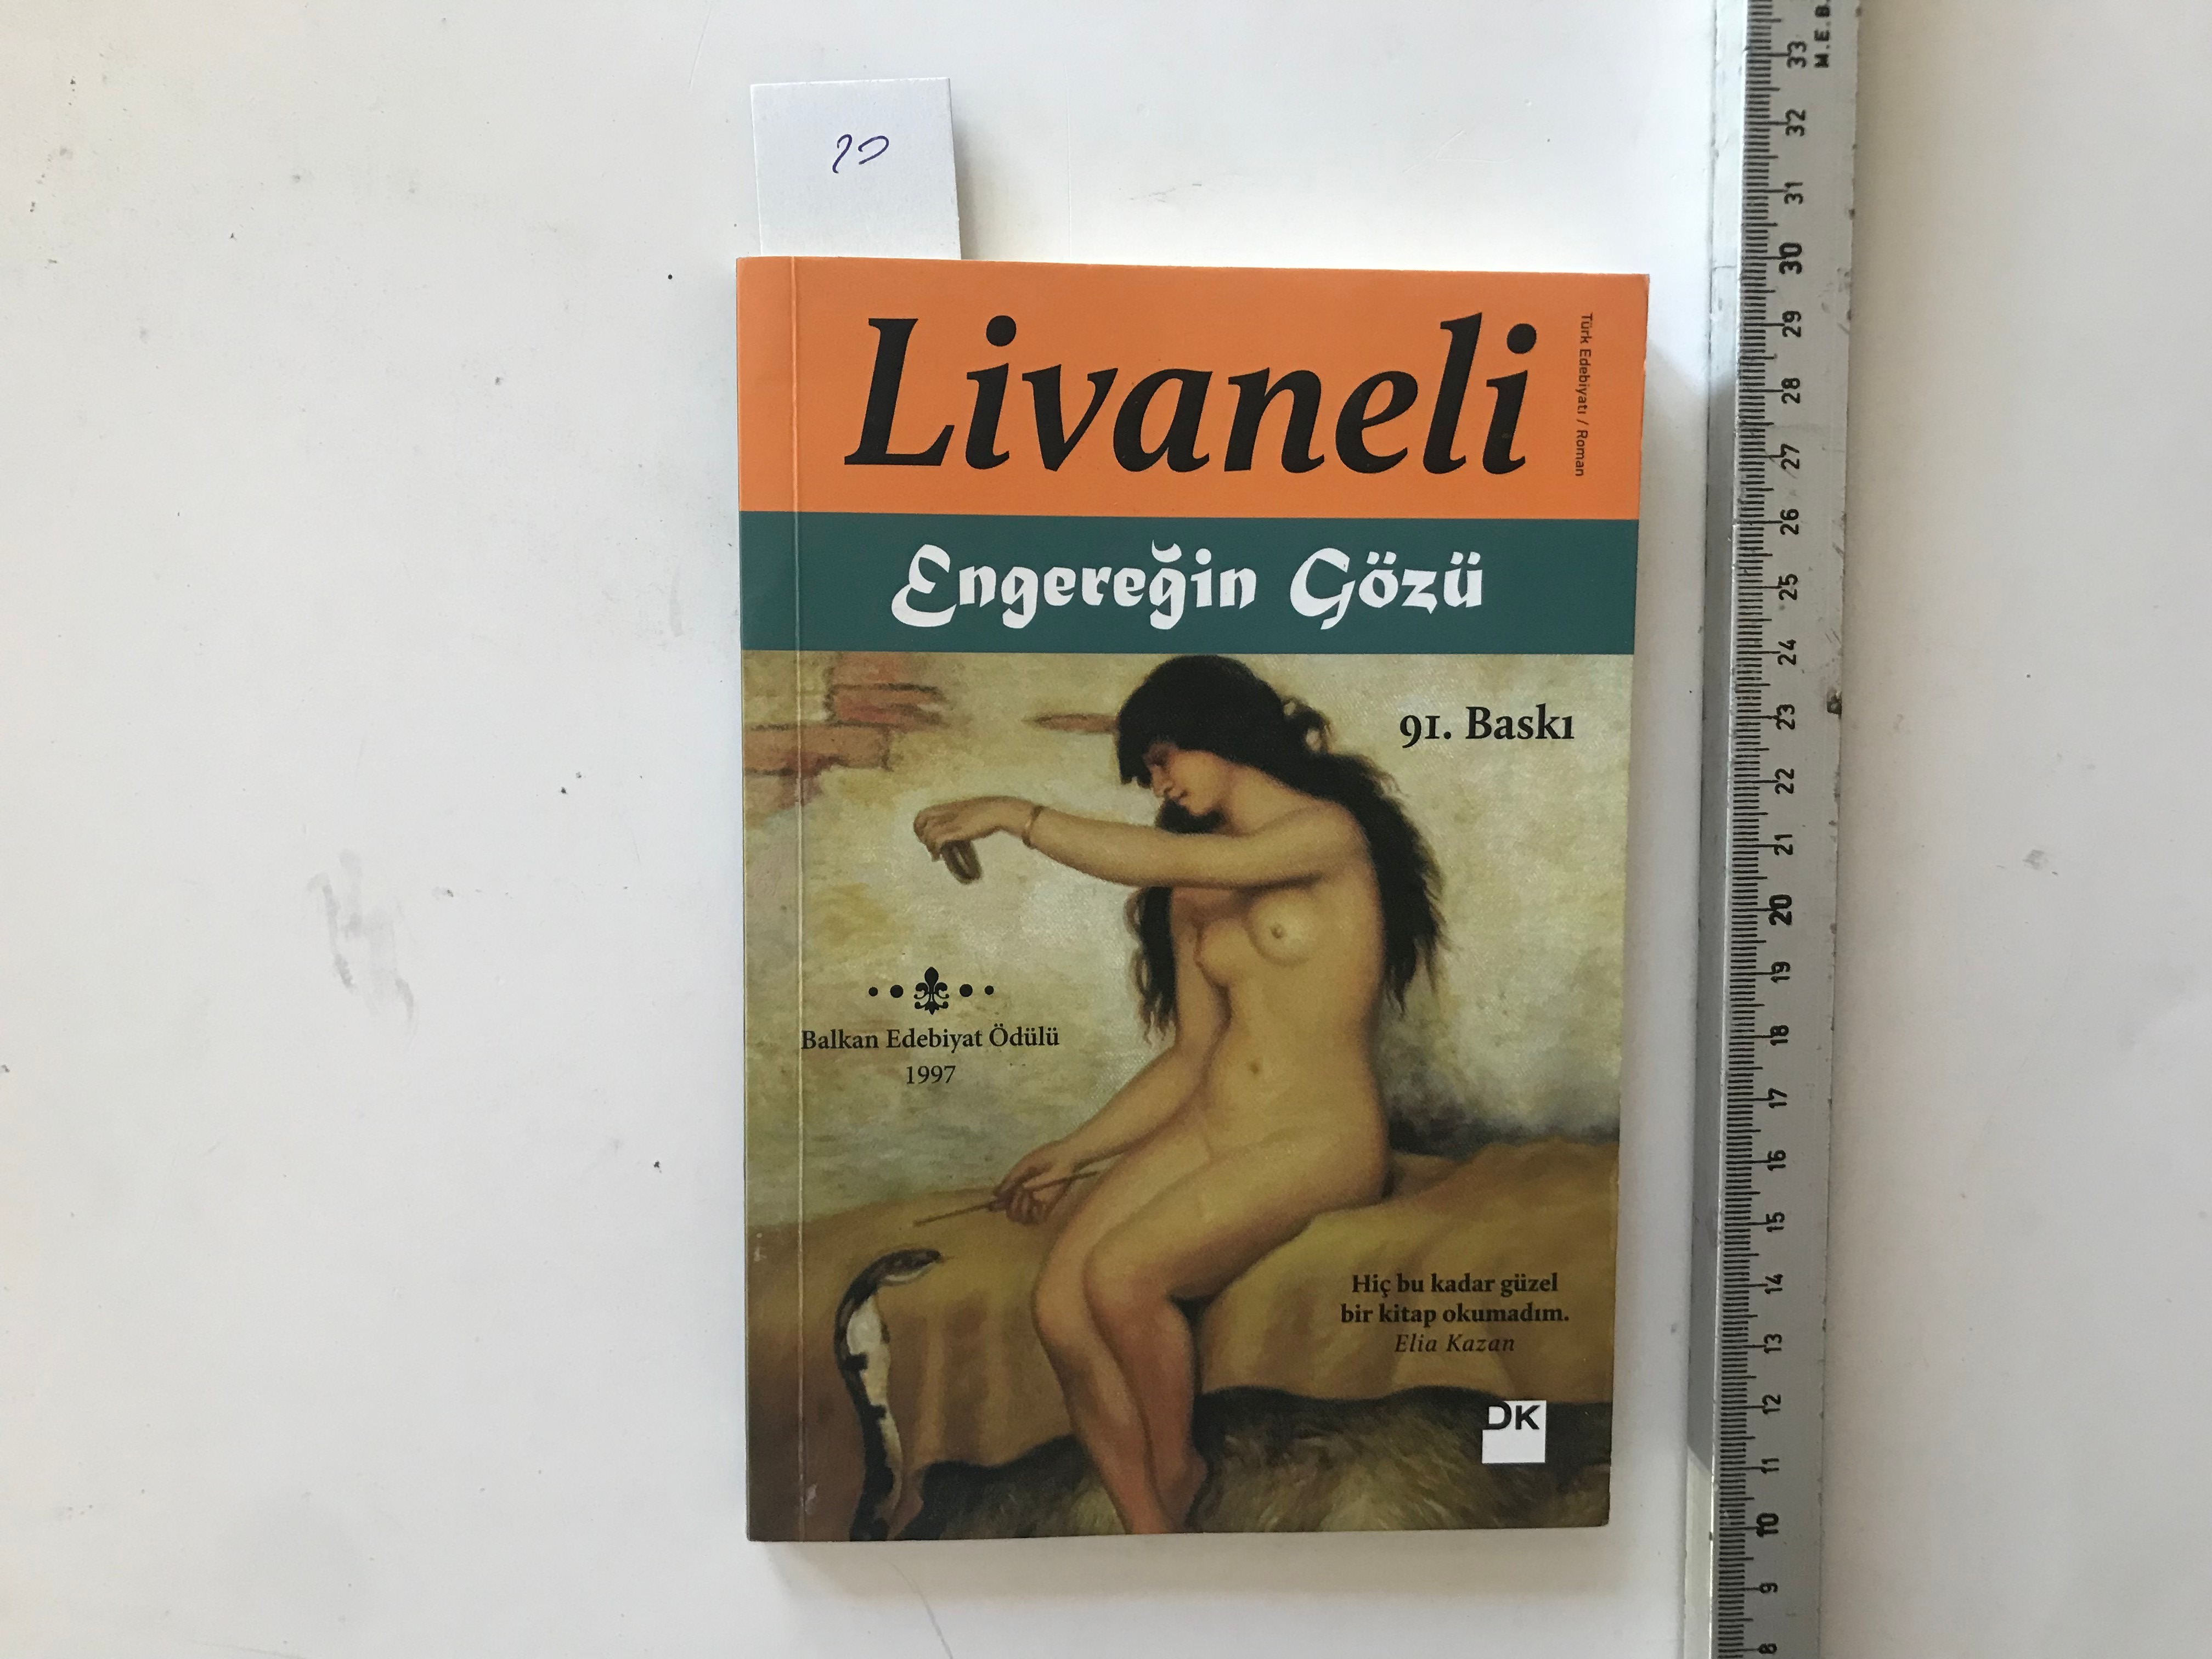 Livaneli
Türk Edebiyatı / Roman
Engereğin Gözü
91. Baskı
Balkan Edebiyat Ödülü
1997
Hiç bu kadar güzel
bir kitap okumadım.
Elia Kazan
DK
M.E.B.
33
32
31
30
29
28
27
26
25
24
23
22
21
20
19
18
17
16
15
14
13
12
11
10
9
8